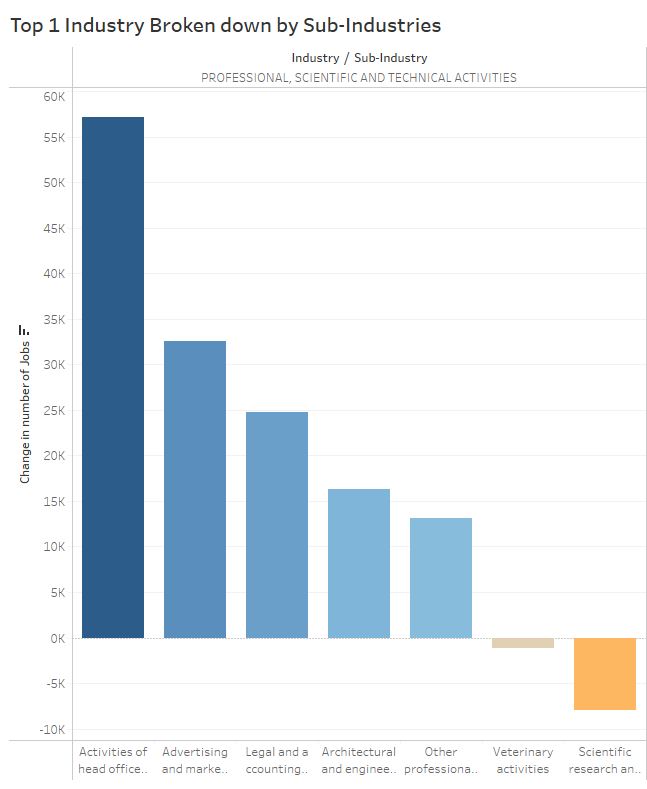 Top 1 Industry Broken down by Sub-Industries
Industry / Sub-Industry
PROFESSIONAL, SCIENTIFIC AND TECHNICAL ACTIVITIES
60K
55K
50K
45K
40K
35K
30K
25K
20K
15K
10K
5K
0K
-5K
-10K
Change in number of Jobs
Activities of
head office..
Advertising
and marke..
Legal and a
ccounting..
Architectural
and enginee..
Other
professiona..
Veterinary
activities
Scientific
research an..